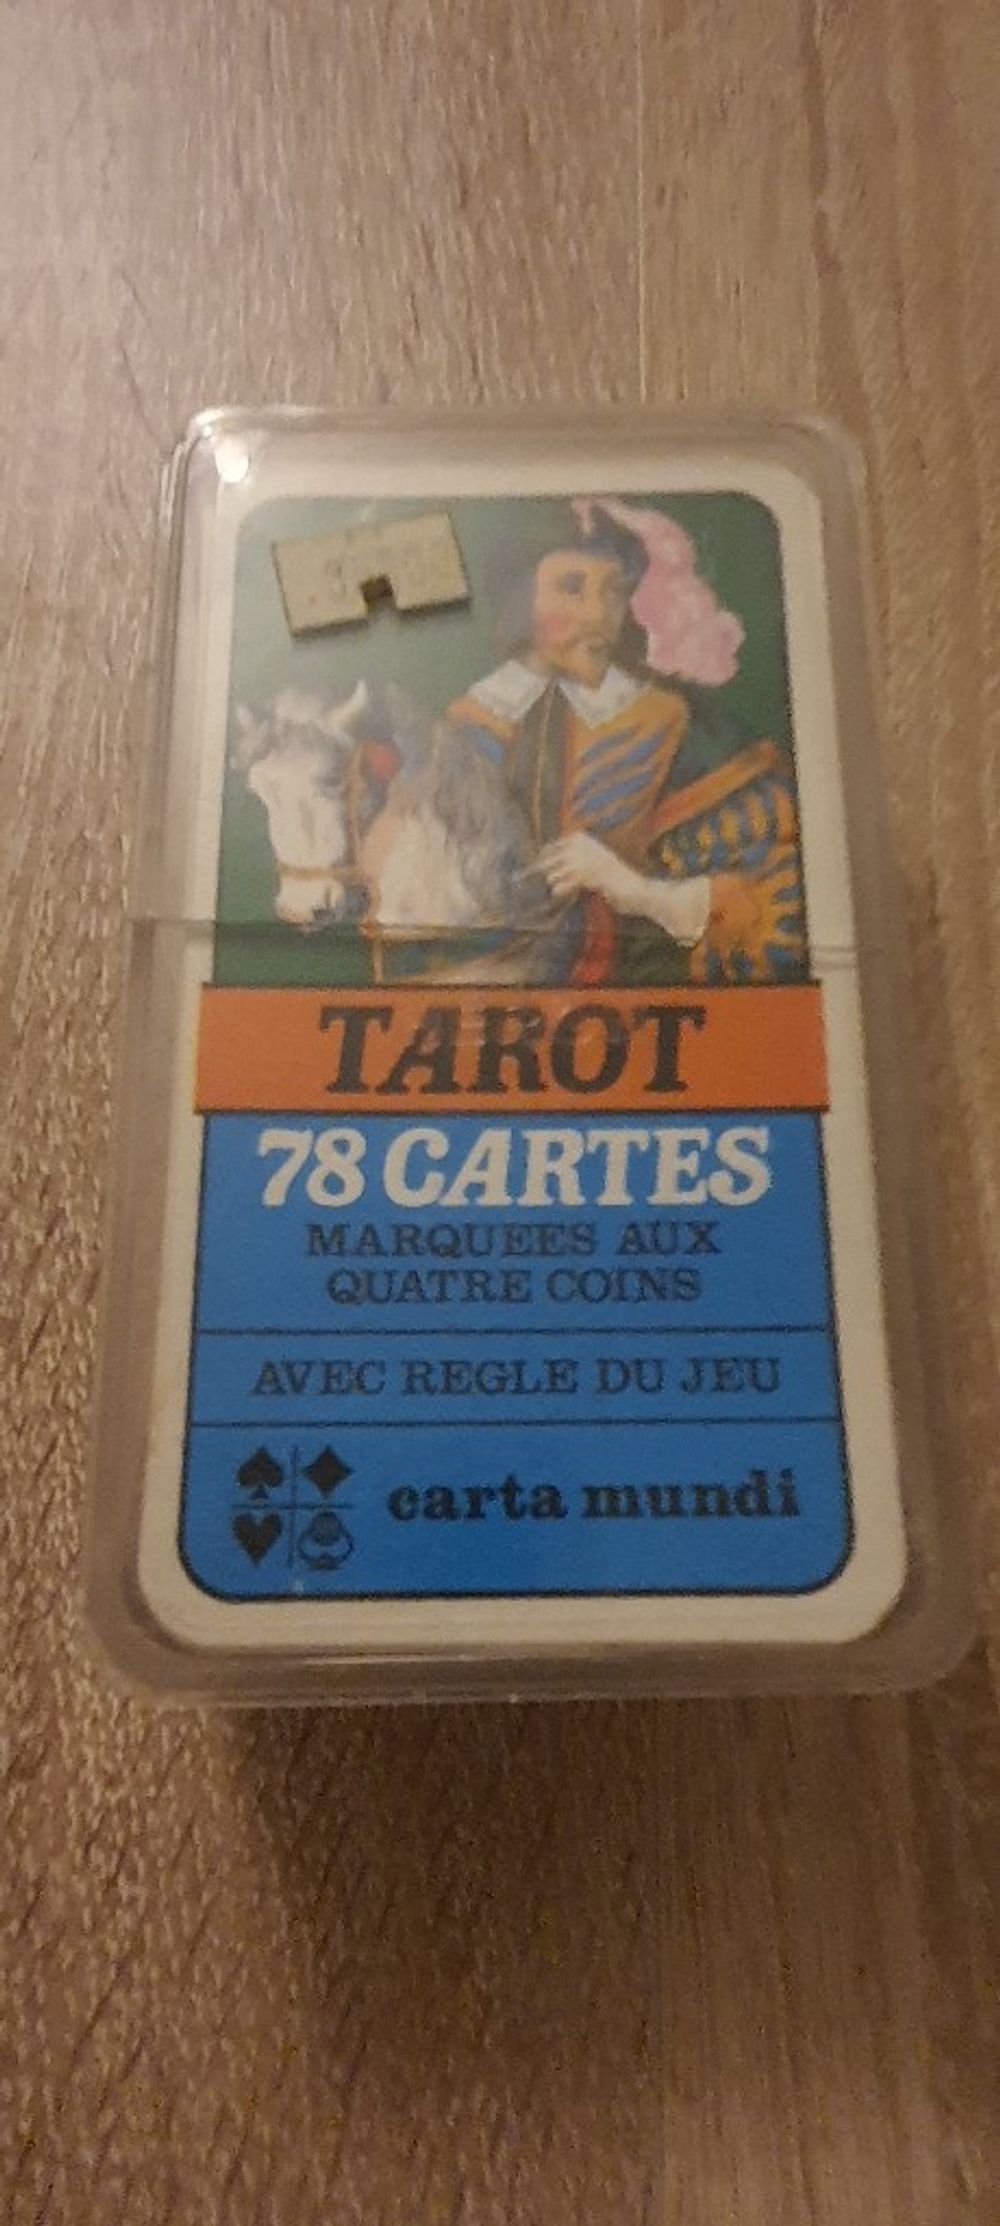 TAROT
78 CARTES
MARQUEES AUX
QUATRE COINS
AVEC REGLE DU JEU
carta mundi